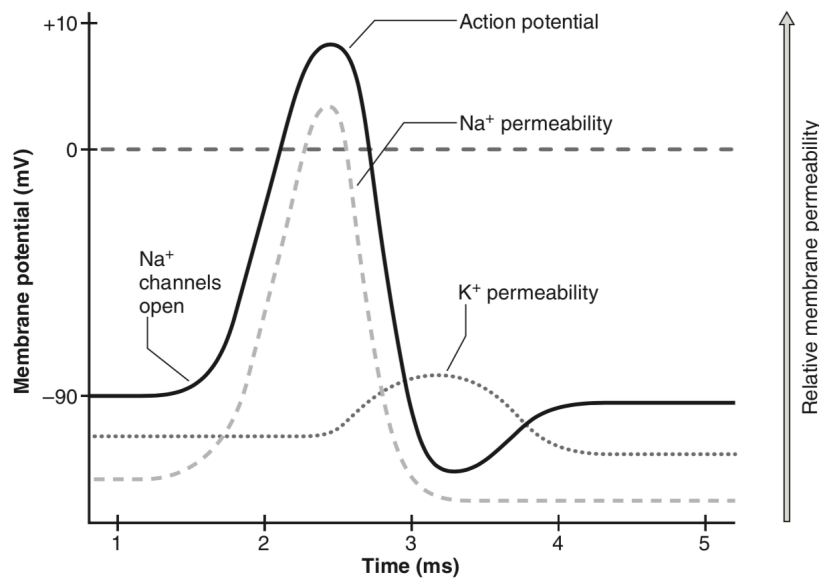 +10
Action potential
Na+ permeability
0
Na+
channels
open
K+ permeability
–90
Membrane potential (mV)
Relative membrane permeability
1
2
3
4
5
Time (ms)